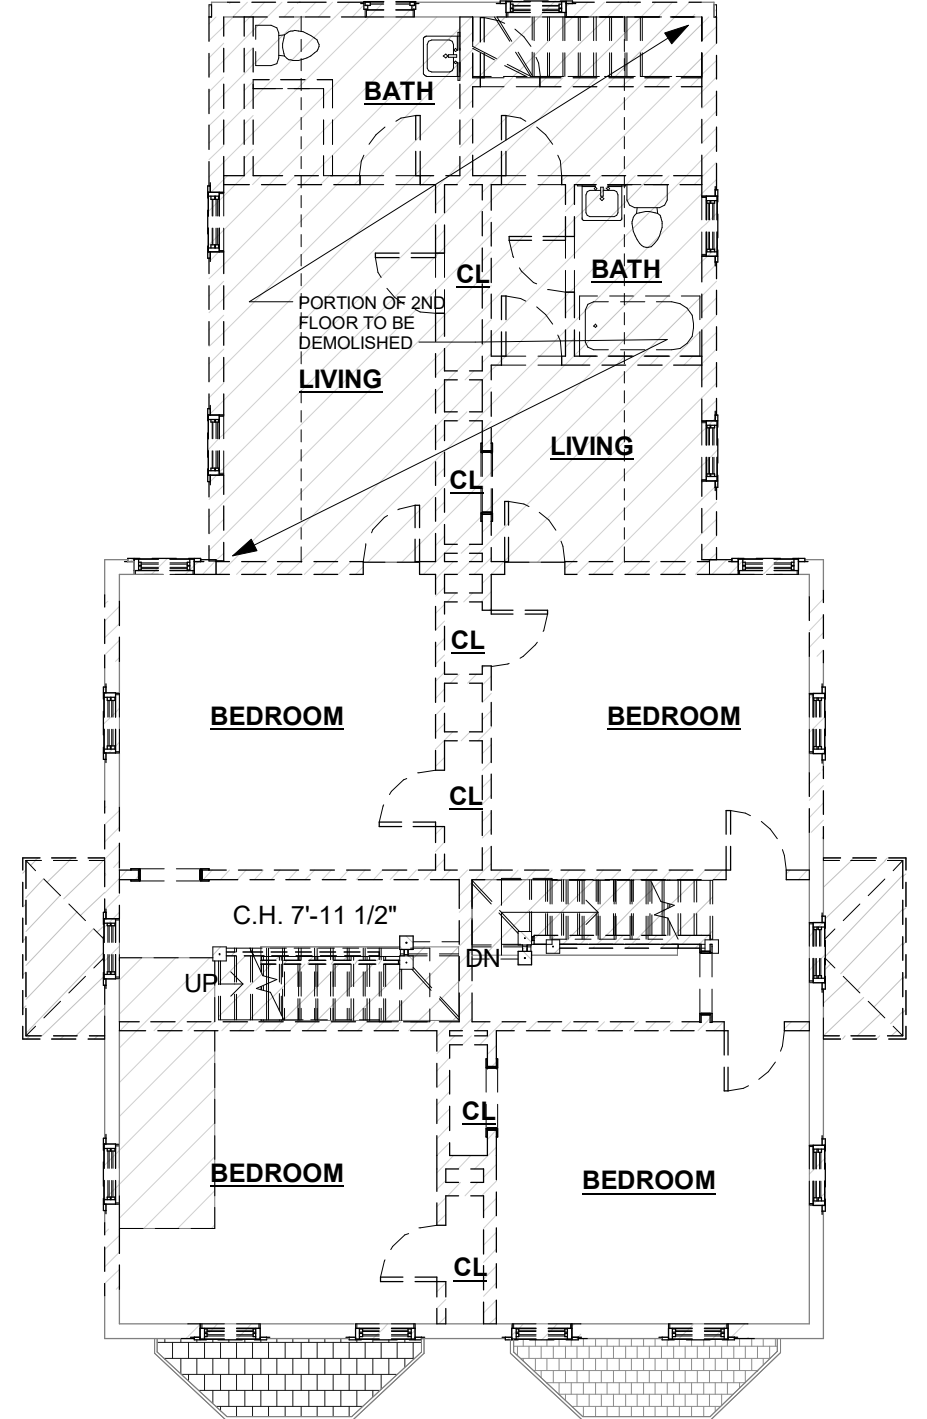 BATH
CL
BATH
PORTION OF 2ND
FLOOR TO BE
DEMOLISHED
LIVING
LIVING
CL
CL
BEDROOM
BEDROOM
CL
C.H. 7'-11 1/2"
DN
UP
CL
BEDROOM
BEDROOM
CL